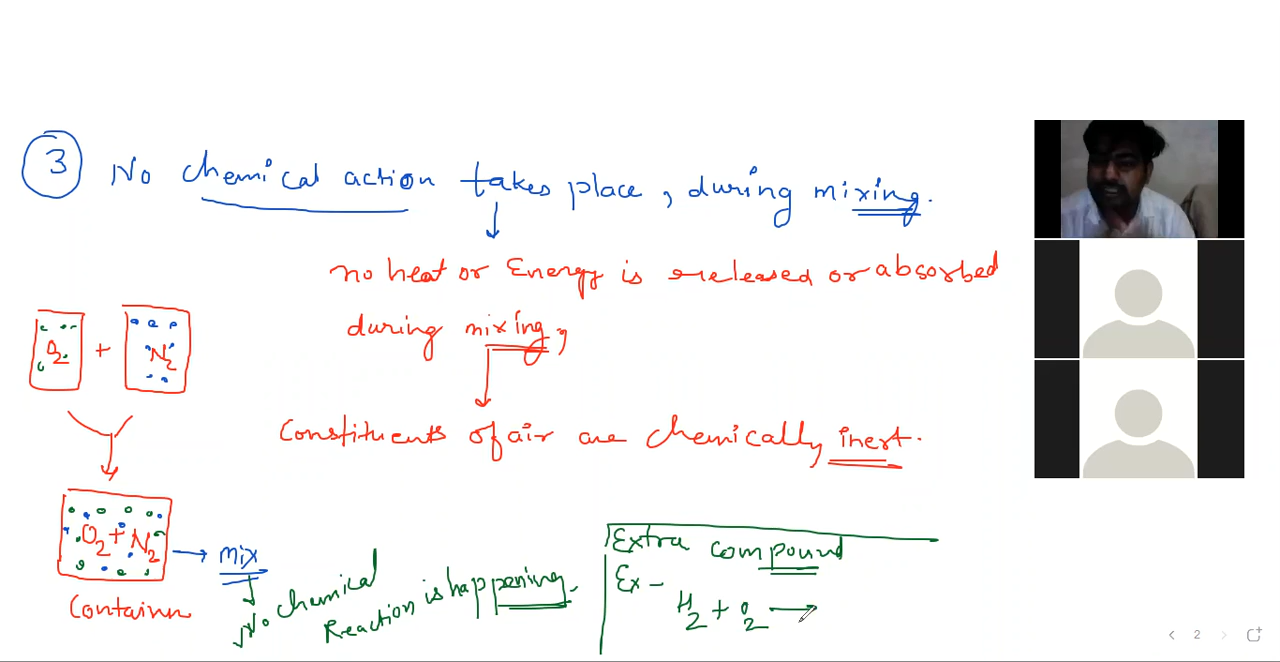 3 No chemical action takes place, during mixing.
no heat or Energy is released or absorbed
during mixing,
O2 + N2
Constituents of air are chemically inert.
O2 + N2 → mix
Container
No chemical
Reaction is happening.
Extra compound
Ex -
H2 + O2 →
2